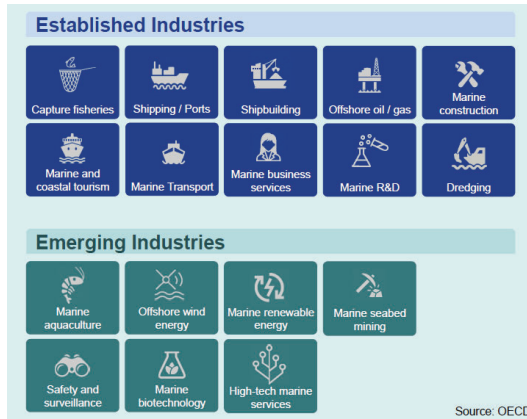 Established Industries
Capture fisheries
Shipping / Ports
Shipbuilding
Offshore oil / gas
Marine
construction
Marine and
coastal tourism
Marine Transport
Marine business
services
Marine R&D
Dredging
Emerging Industries
Marine
aquaculture
Offshore wind
energy
Marine renewable
energy
Marine seabed
mining
Safety and
surveillance
Marine
biotechnology
High-tech marine
services
Source: OECD